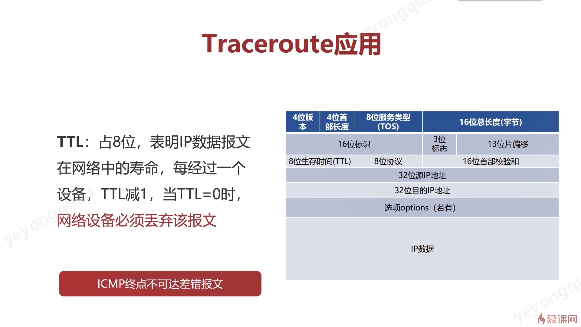 Traceroute应用
TTL：占8位，表明IP数据报文
在网络中的寿命，每经过一个
设备，TTL减1，当TTL=0时，
网络设备必须丢弃该报文
ICMP终点不可达差错报文
4位版
本
4位首
部长度
8位服务类型
(TOS)
16位总长度(字节)
16位标识
3位
标志
13位片偏移
8位生存时间(TTL)
8位协议
16位首部校验和
32位源IP地址
32位目的IP地址
选项options（若有）
IP数据
慕课网